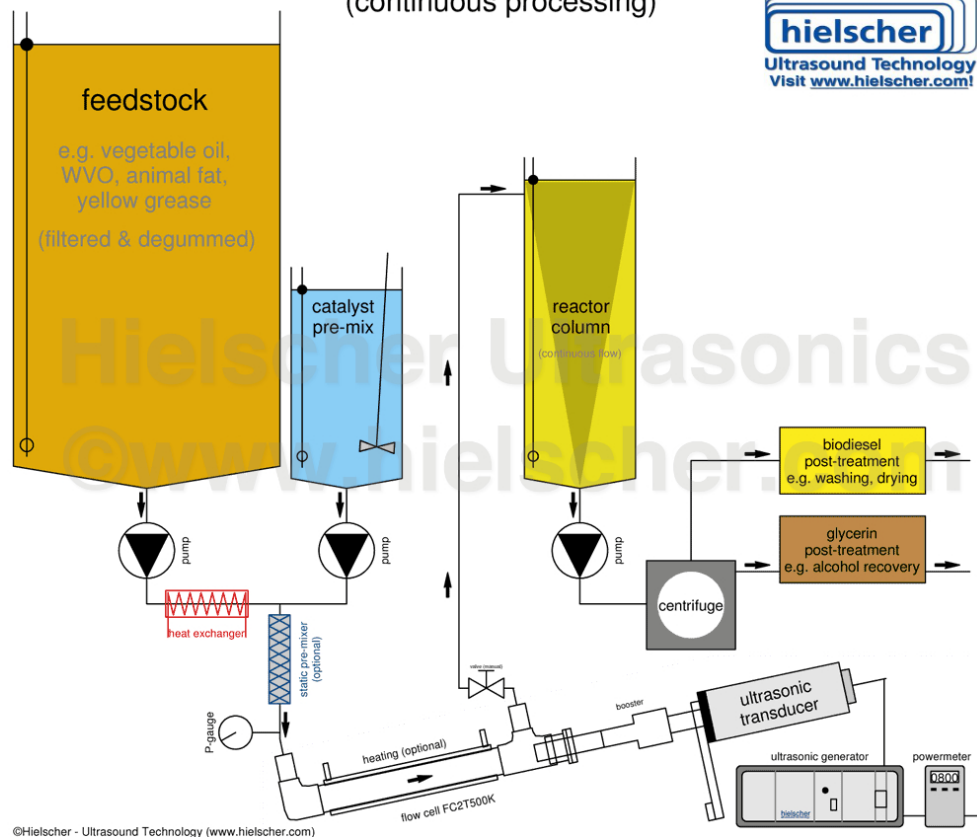 (continuous processing)
hielscher
Ultrasound Technology
Visit www.hielscher.com!
feedstock
e.g. vegetable oil,
WVO, animal fat,
yellow grease
(filtered & degummed)
catalyst
pre-mix
reactor
column
(continuous flow)
Hielscher Ultrasonics
©www.hielscher.com
biodiesel
post-treatment
e.g. washing, drying
glycerin
post-treatment
e.g. alcohol recovery
pump
pump
pump
centrifuge
heat exchanger
static pre-mixer
(optional)
valve (manual)
P-gauge
heating (optional)
flow cell FC2T500K
booster
ultrasonic
transducer
ultrasonic generator
powermeter
0800
hielscher
©Hielscher - Ultrasound Technology (www.hielscher.com)